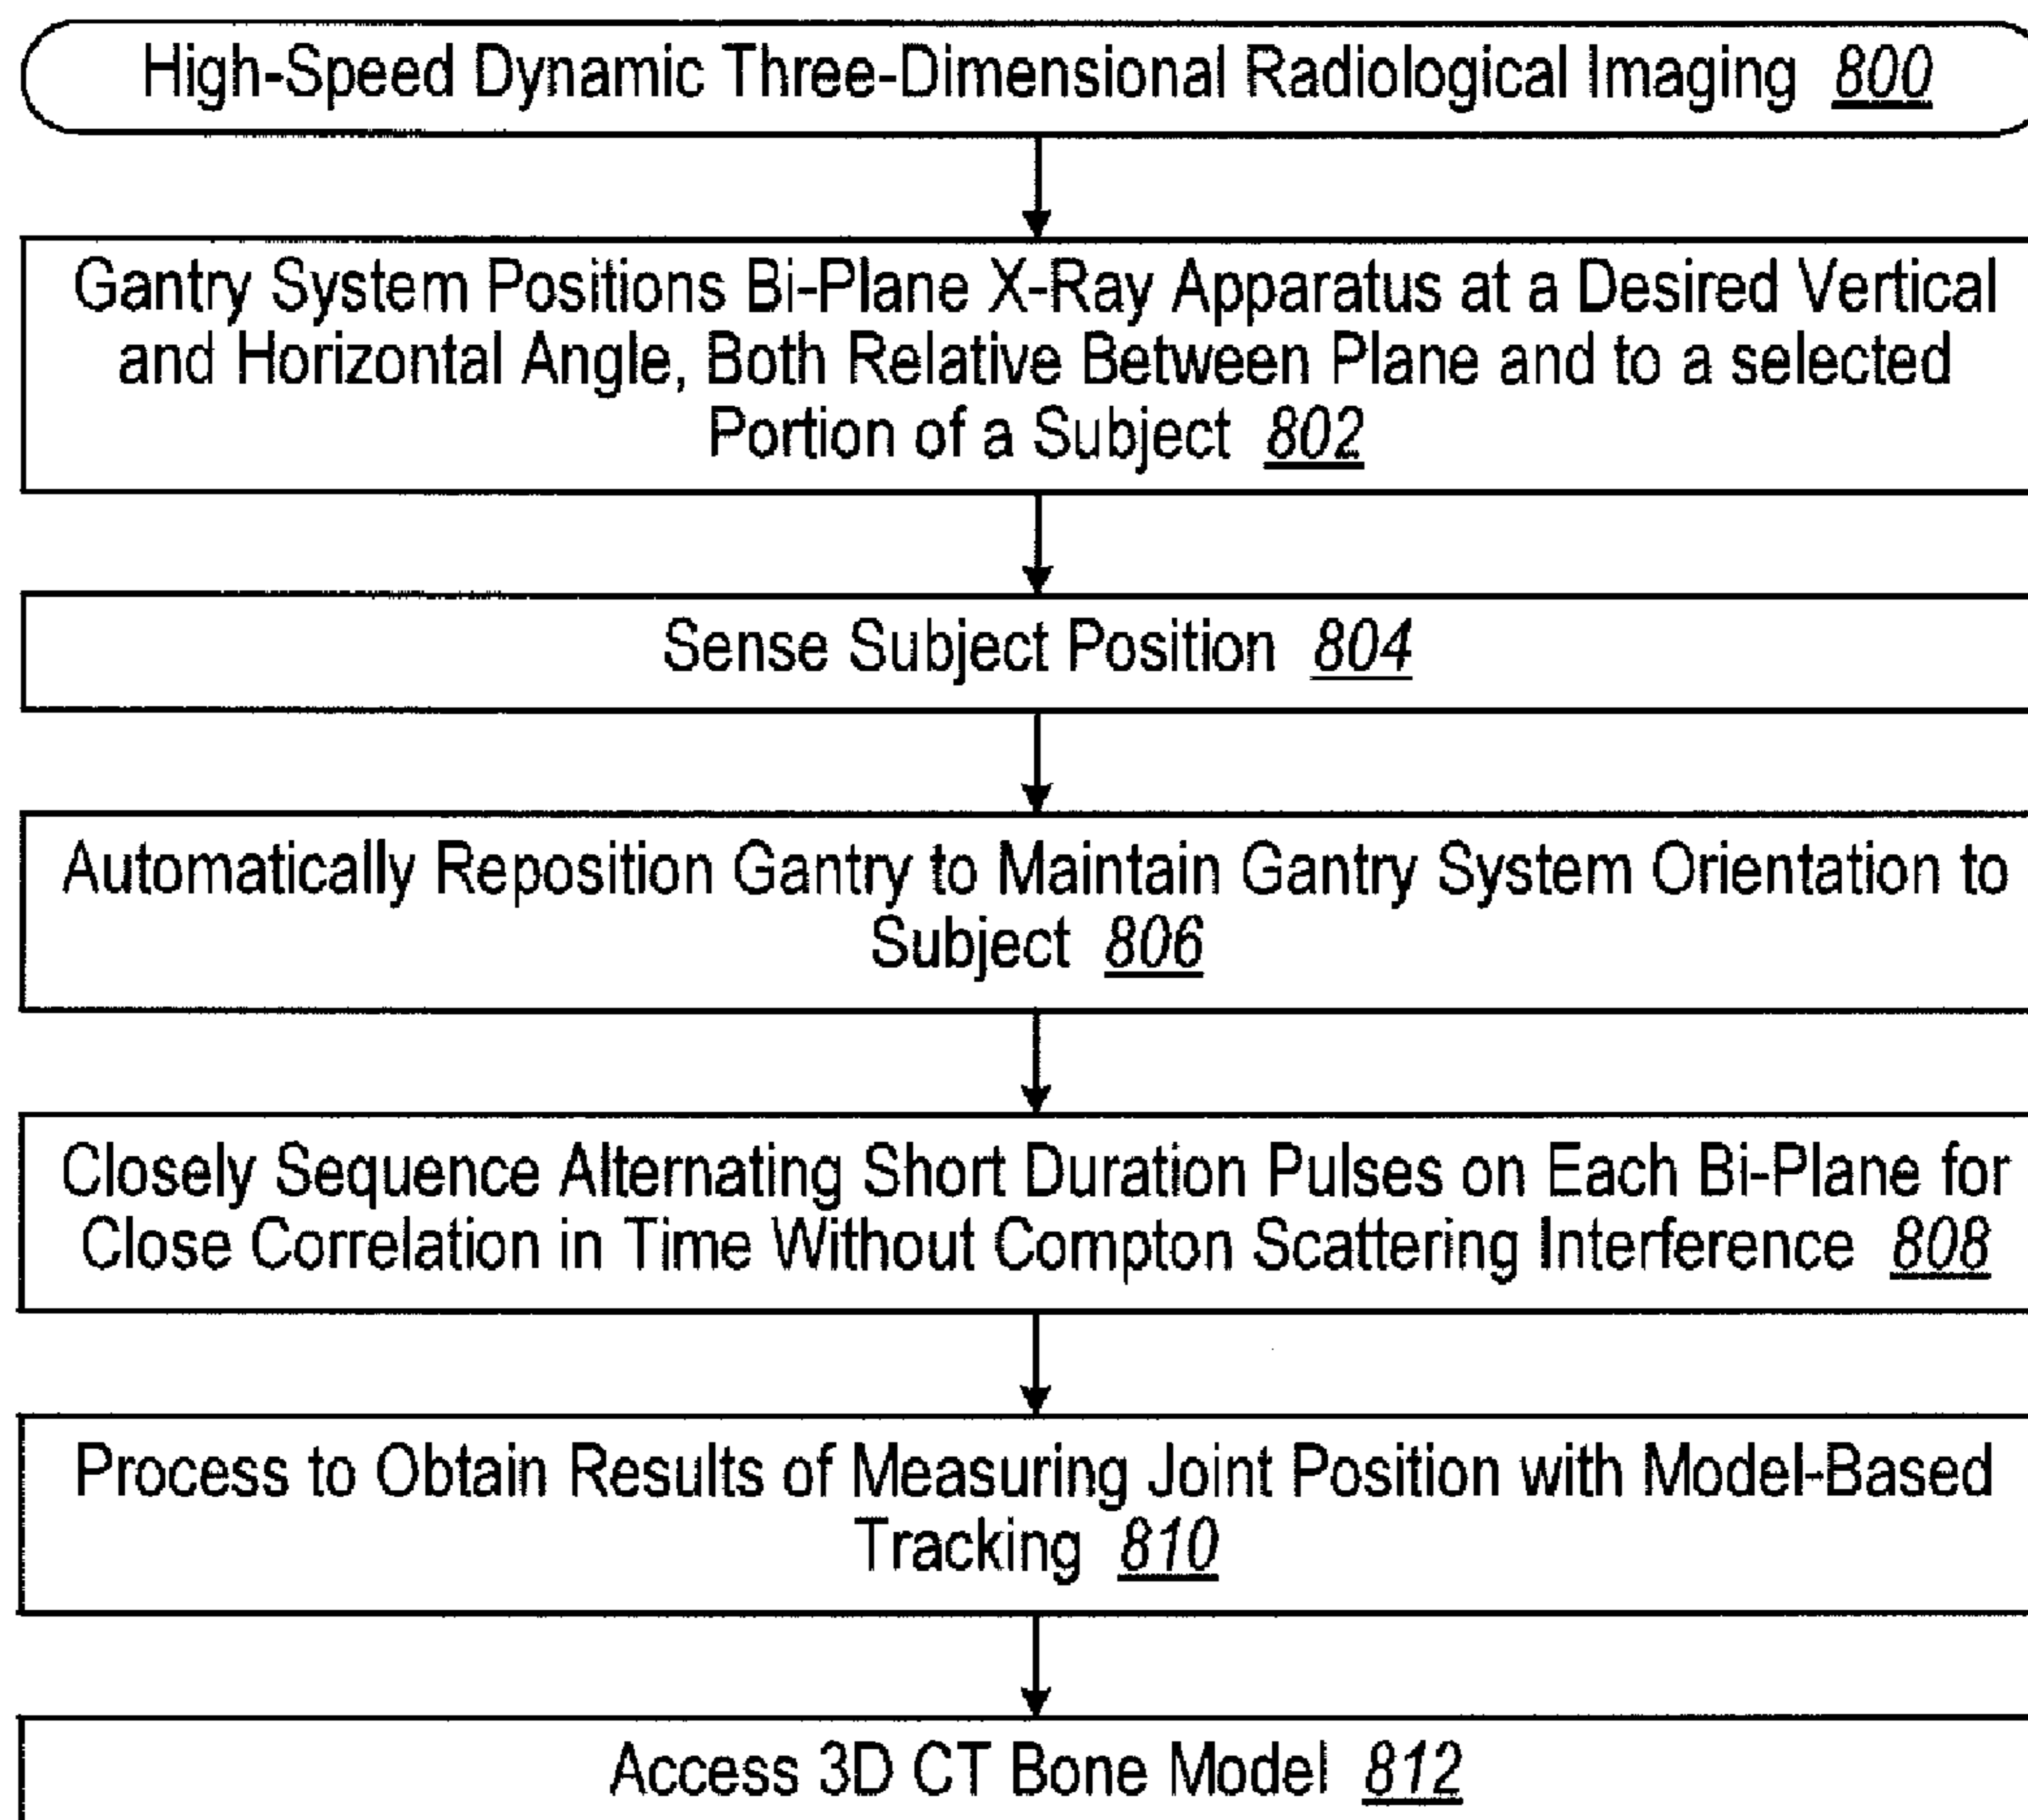 High-Speed Dynamic Three-Dimensional Radiological Imaging 800
Gantry System Positions Bi-Plane X-Ray Apparatus at a Desired Vertical
and Horizontal Angle, Both Relative Between Plane and to a selected
Portion of a Subject 802
Sense Subject Position 804
Automatically Reposition Gantry to Maintain Gantry System Orientation to
Subject 806
Closely Sequence Alternating Short Duration Pulses on Each Bi-Plane for
Close Correlation in Time Without Compton Scattering Interference 808
Process to Obtain Results of Measuring Joint Position with Model-Based
Tracking 810
Access 3D CT Bone Model 812